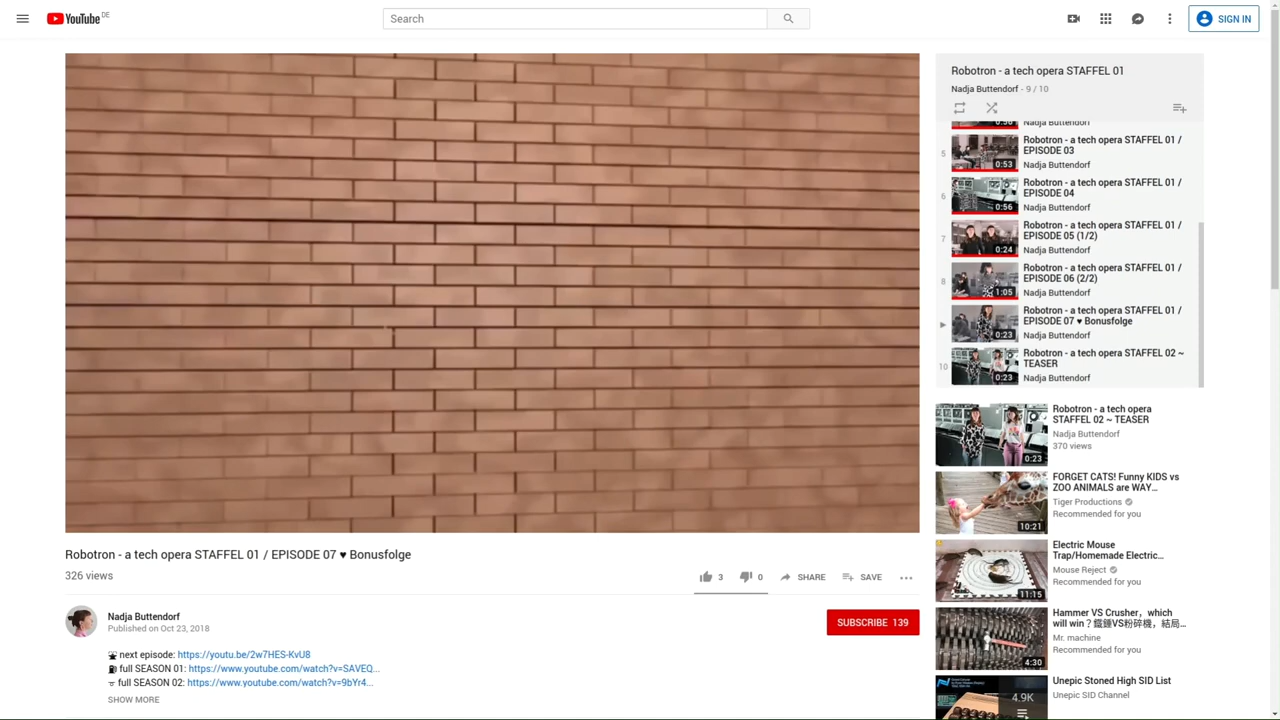 YouTube DE
Search
SIGN IN
Robotron - a tech opera STAFFEL 01
Nadja Buttendorf - 9 / 10
0:56
Nadja Buttendorf
5
0:53
Robotron - a tech opera STAFFEL 01 /
EPISODE 03
Nadja Buttendorf
6
0:56
Robotron - a tech opera STAFFEL 01 /
EPISODE 04
Nadja Buttendorf
7
0:24
Robotron - a tech opera STAFFEL 01 /
EPISODE 05 (1/2)
Nadja Buttendorf
8
1:05
Robotron - a tech opera STAFFEL 01 /
EPISODE 06 (2/2)
Nadja Buttendorf
0:23
Robotron - a tech opera STAFFEL 01 /
EPISODE 07 ♥ Bonusfolge
Nadja Buttendorf
10
0:23
Robotron - a tech opera STAFFEL 02 ~
TEASER
Nadja Buttendorf
Robotron - a tech opera
STAFFEL 02 ~ TEASER
Nadja Buttendorf
370 views
0:23
FORGET CATS! Funny KIDS vs
ZOO ANIMALS are WAY…
Tiger Productions
Recommended for you
10:21
Electric Mouse
Trap/Homemade Electric…
Mouse Reject
Recommended for you
11:15
Hammer VS Crusher，which
will win？鐵鎚VS粉碎機，結局…
Mr. machine
Recommended for you
4:30
Unepic Stoned High SID List
Unepic SID Channel
4.9K
Robotron - a tech opera STAFFEL 01 / EPISODE 07 ♥ Bonusfolge
326 views
3
0
SHARE
SAVE
Nadja Buttendorf
Published on Oct 23, 2018
SUBSCRIBE 139
next episode: https://youtu.be/2w7HES-KvU8
full SEASON 01: https://www.youtube.com/watch?v=SAVEQ...
full SEASON 02: https://www.youtube.com/watch?v=9bYr4...
SHOW MORE